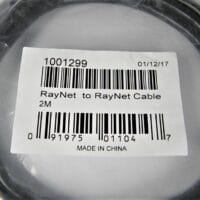 1001299 01/12/17
RayNet to RayNet Cable
2M
0 91975 01104 7
MADE IN CHINA